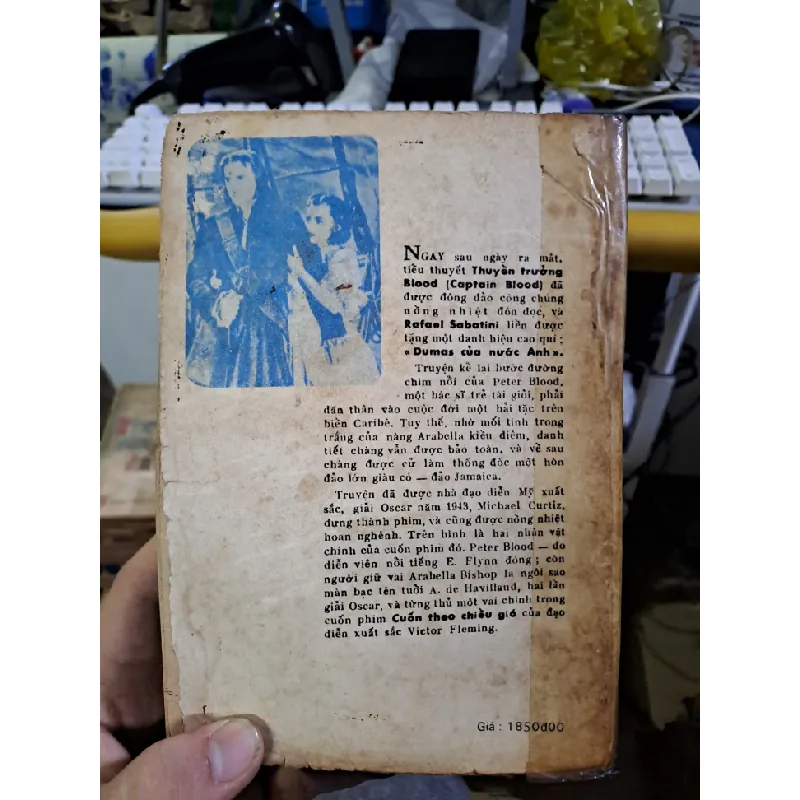 NGAY sau ngày ra mắt,
tiểu thuyết Thuyền trưởng
Blood (Captain Blood) đã
được đông đảo công chúng
nồng nhiệt đón đọc, và
Rafael Sabatini liền được
tặng một danh hiệu cao quí :
« Dumas của nước Anh ».
Truyện kể lại bước đường
chìm nổi của Peter Blood,
một bác sĩ trẻ tài giỏi, phải
dấn thân vào cuộc đời một hải tặc trên
biển Caribê. Tuy thế, nhờ mối tình trong
trắng của nàng Arabella kiều diễm, danh
tiết chàng vẫn được bảo toàn, và về sau
chàng được cử làm thống đốc một hòn
đảo lớn giàu có — đảo Jamaica.
Truyện đã được nhà đạo diễn Mỹ xuất
sắc, giải Oscar năm 1943, Michael Curtiz,
dựng thành phim, và cũng được nồng nhiệt
hoan nghênh. Trên bình là hai nhân vật
chính của cuốn phim đó. Peter Blood — do
diễn viên nổi tiếng E. Flynn đóng ; còn
người giữ vai Arabella Bishop là ngôi sao
màn bạc tên tuổi A. de Havilland, hai lần
giải Oscar, và từng thủ một vai chính trong
cuốn phim Cuốn theo chiều gió của đạo
diễn xuất sắc Victor Fleming.
Giá : 1850đ00